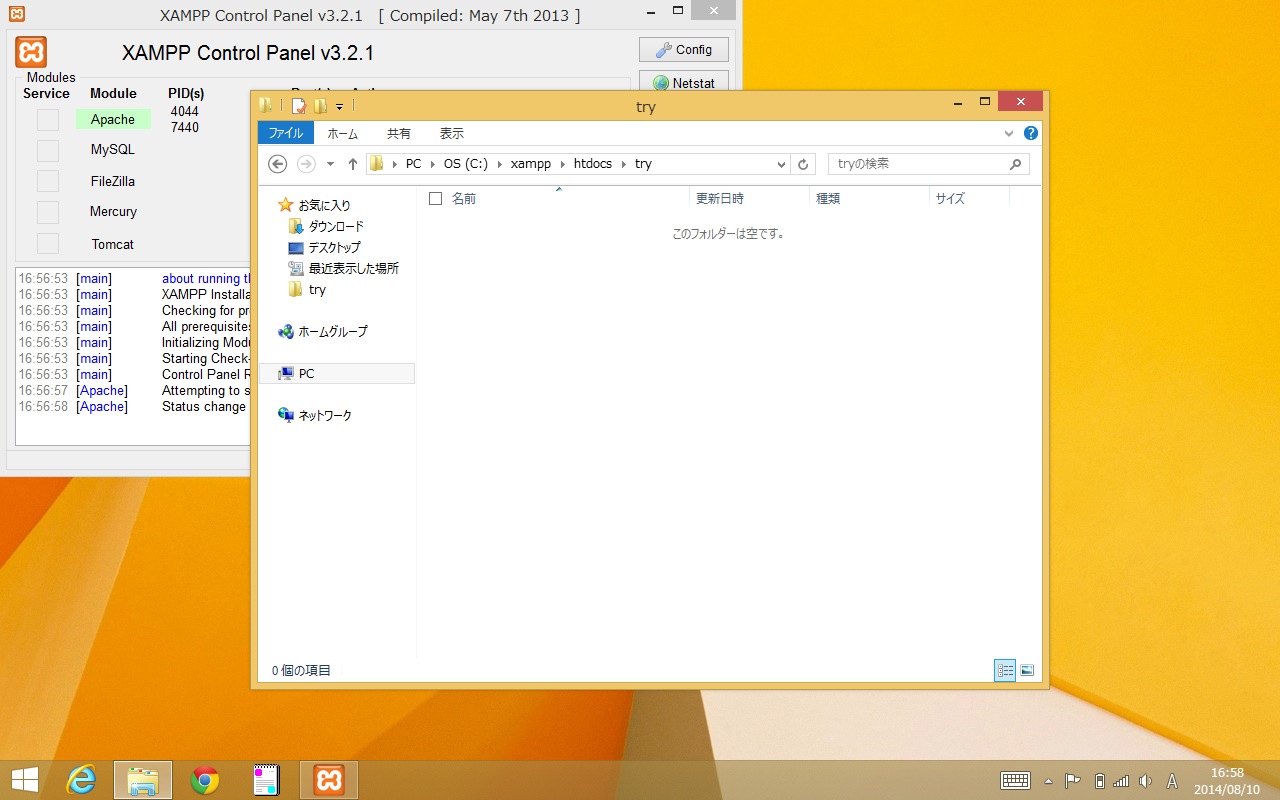 XAMPP Control Panel v3.2.1 [ Compiled: May 7th 2013 ]
XAMPP Control Panel v3.2.1
Config
Netstat
Modules
Service Module PID(s)
Apache 4044 7440
MySQL
FileZilla
Mercury
Tomcat
16:56:53 [main] about running
16:56:53 [main] XAMPP
16:56:53 [main] Checking for
16:56:53 [main] All prerequisites
16:56:53 [main] Initializing
16:56:53 [main] Starting
16:56:53 [main] Control Panel
16:56:57 [Apache] Attempting to
16:56:58 [Apache] Status change
try
ファイル ホーム 共有 表示
PC OS (C:) xampp htdocs try
tryの検索
お気に入り
ダウンロード
デスクトップ
最近表示した場所
try
ホームグループ
PC
ネットワーク
名前 更新日時 種類 サイズ
このフォルダーは空です。
0 個の項目
A
16:58
2014/08/10